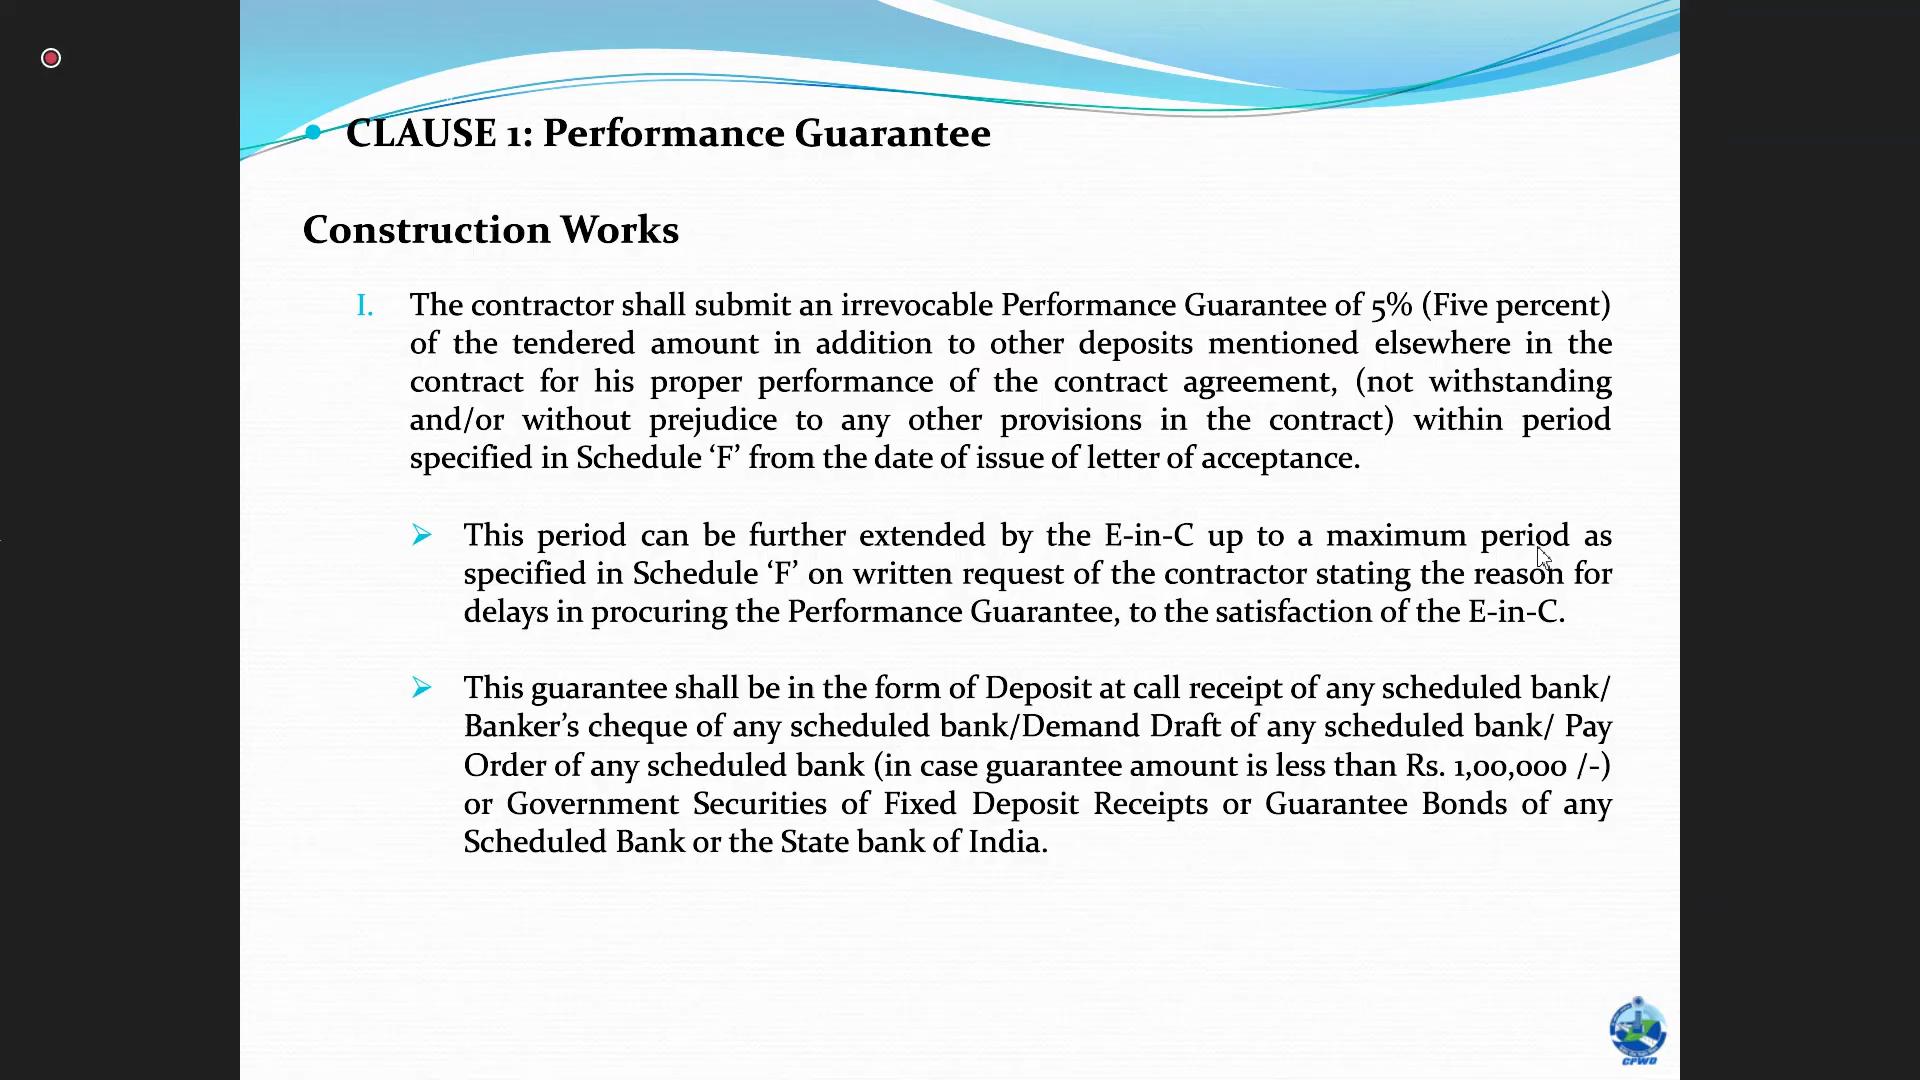 CLAUSE 1: Performance Guarantee
Construction Works
I. The contractor shall submit an irrevocable Performance Guarantee of 5% (Five percent)
of the tendered amount in addition to other deposits mentioned elsewhere in the
contract for his proper performance of the contract agreement, (not withstanding
and/or without prejudice to any other provisions in the contract) within period
specified in Schedule ‘F’ from the date of issue of letter of acceptance.
This period can be further extended by the E-in-C up to a maximum period as
specified in Schedule ‘F’ on written request of the contractor stating the reason for
delays in procuring the Performance Guarantee, to the satisfaction of the E-in-C.
This guarantee shall be in the form of Deposit at call receipt of any scheduled bank/
Banker’s cheque of any scheduled bank/Demand Draft of any scheduled bank/ Pay
Order of any scheduled bank (in case guarantee amount is less than Rs. 1,00,000 /-)
or Government Securities of Fixed Deposit Receipts or Guarantee Bonds of any
Scheduled Bank or the State bank of India.
CPWD